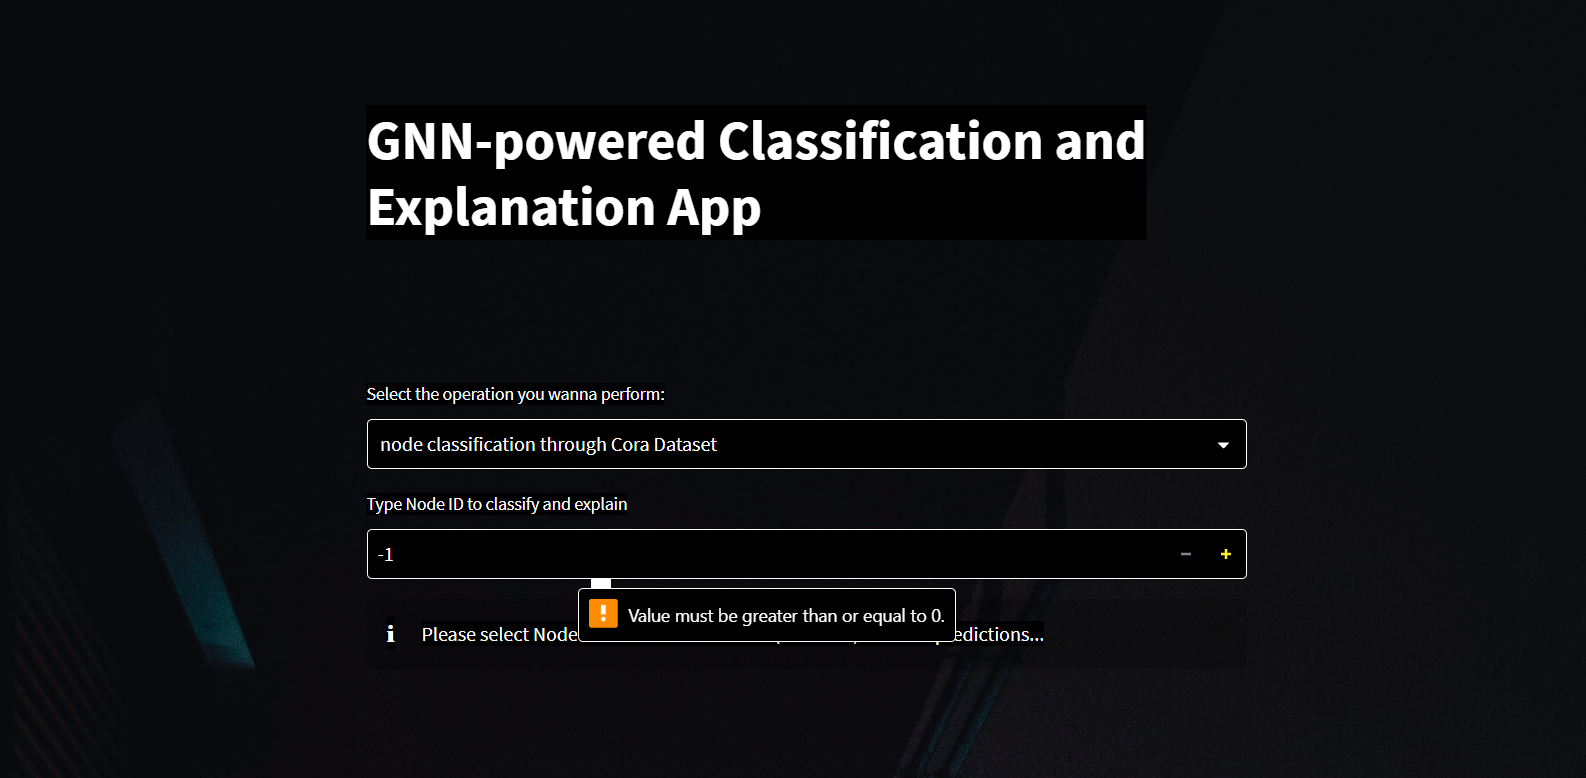 GNN-powered Classification and
Explanation App
Select the operation you wanna perform:
node classification through Cora Dataset
Type Node ID to classify and explain
-1
Value must be greater than or equal to 0.
Please select Node
edictions...